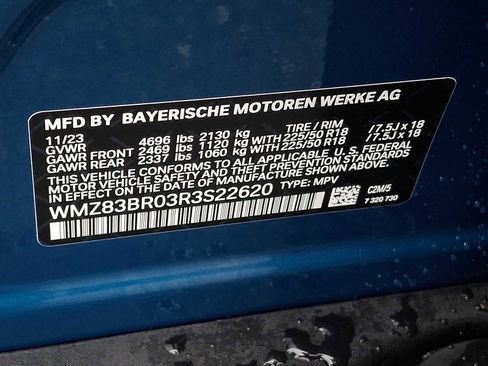 MFD BY BAYERISCHE MOTOREN WERKE AG
11/23 TIRE / RIM
GVWR 4696 lbs 2130 kg
GAWR FRONT 2469 lbs 1120 kg WITH 225/50 R18 / 7.5J x 18
GAWR REAR 2337 lbs 1060 kg WITH 225/50 R18 / 7.5J x 18
THIS VEHICLE CONFORMS TO ALL APPLICABLE U.S. FEDERAL
MOTOR VEHICLE SAFETY AND THEFT PREVENTION STANDARDS
IN EFFECT ON THE DATE OF MANUFACTURE SHOWN ABOVE.
WMZ83BR03R3S22620 TYPE: MPV
C2M/5
7 320 730